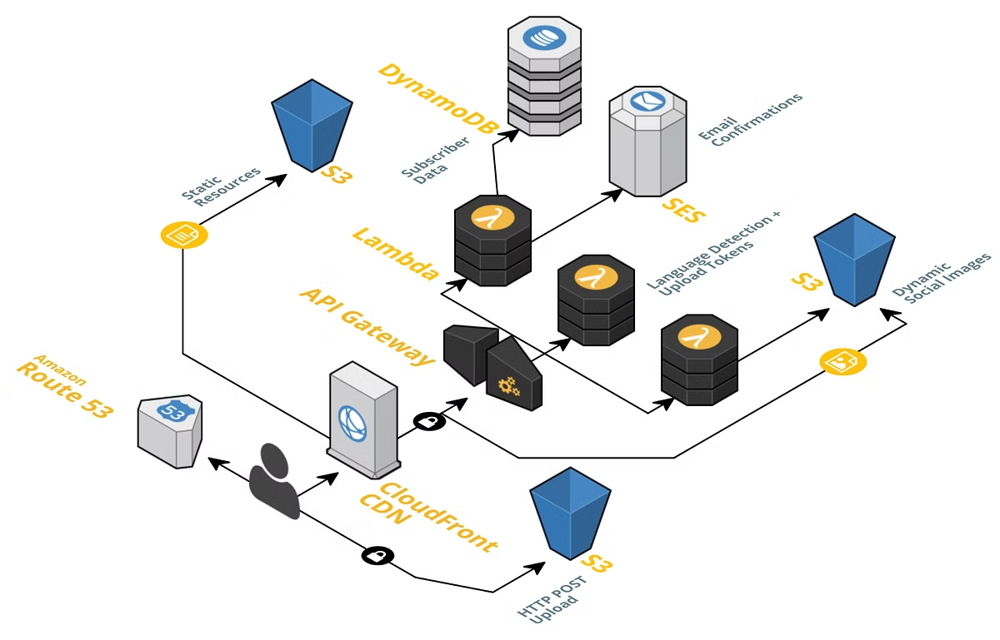 DynamoDB
Subscriber
Data
Email
Confirmations
SES
S3
Static
Resources
Lambda
Language Detection +
Upload Tokens
S3
Dynamic
Social Images
API Gateway
Amazon
Route 53
53
CloudFront
CDN
S3
HTTP POST
Upload